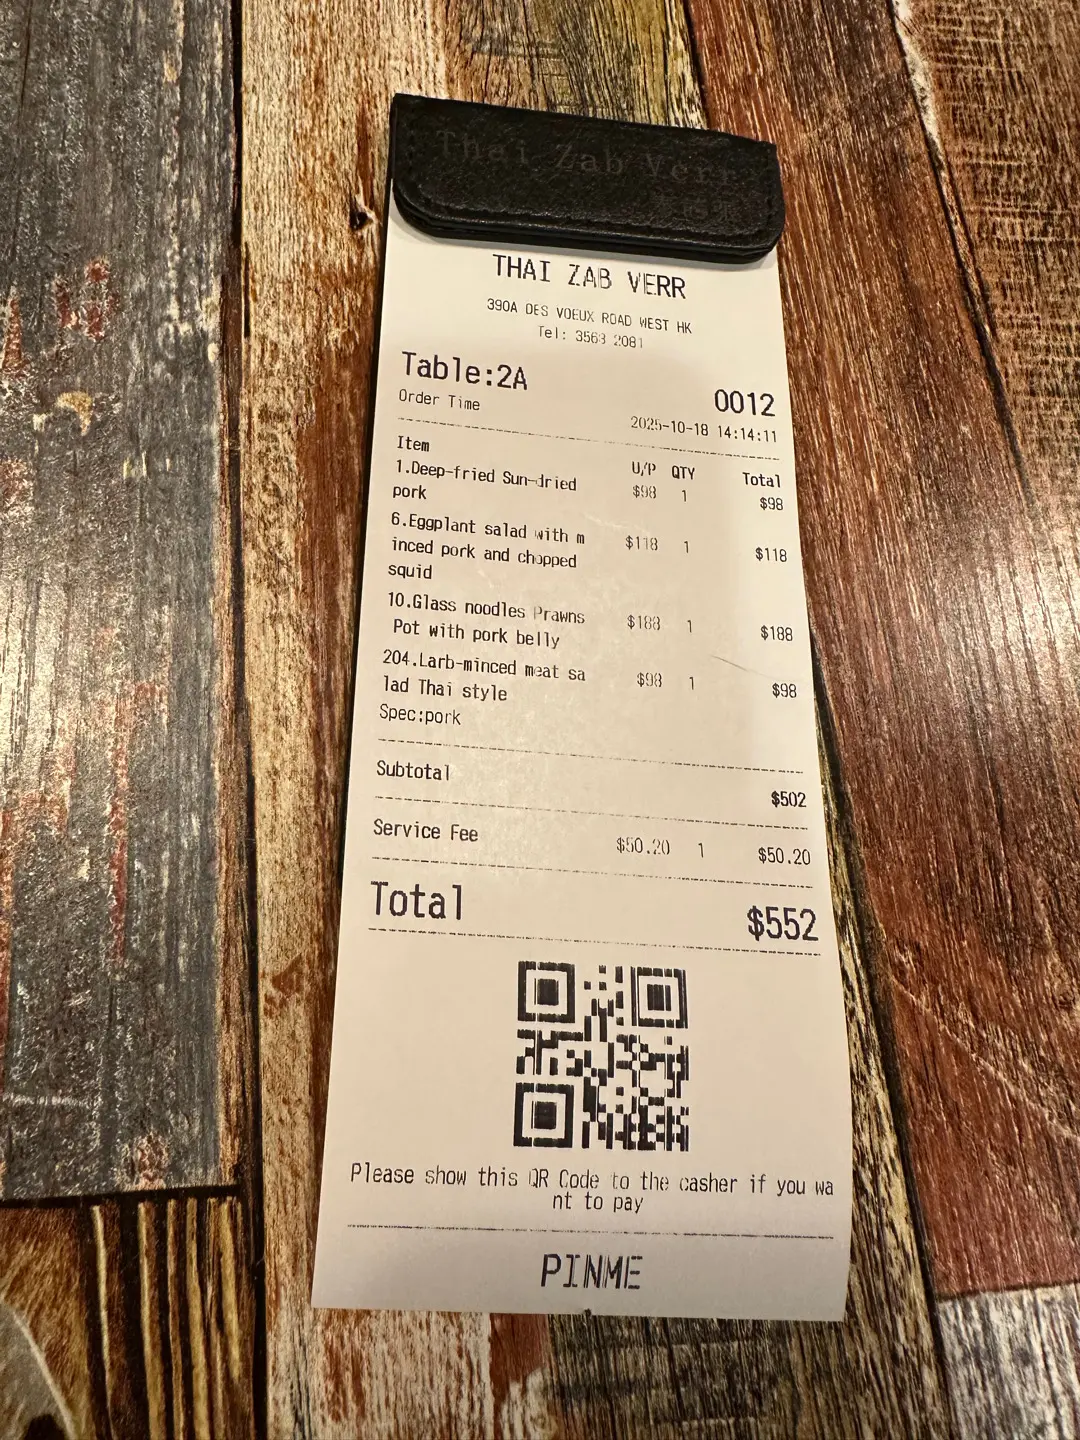 Thai Zab Verr
THAI ZAB VERR
390A DES VOEUX ROAD WEST HK
Tel: 3563 2081
Table:2A 0012
Order Time 2025-10-18 14:14:11
Item U/P QTY Total
1.Deep-fried Sun-dried $98 1 $98
pork
6.Eggplant salad with m $118 1 $118
inced pork and chopped
squid
10.Glass noodles Prawns $188 1 $188
Pot with pork belly
204.Larb-minced meat sa $98 1 $98
lad Thai style
Spec:pork
Subtotal $502
Service Fee $50.20 1 $50.20
Total $552
Please show this QR Code to the casher if you wa
nt to pay
PINME